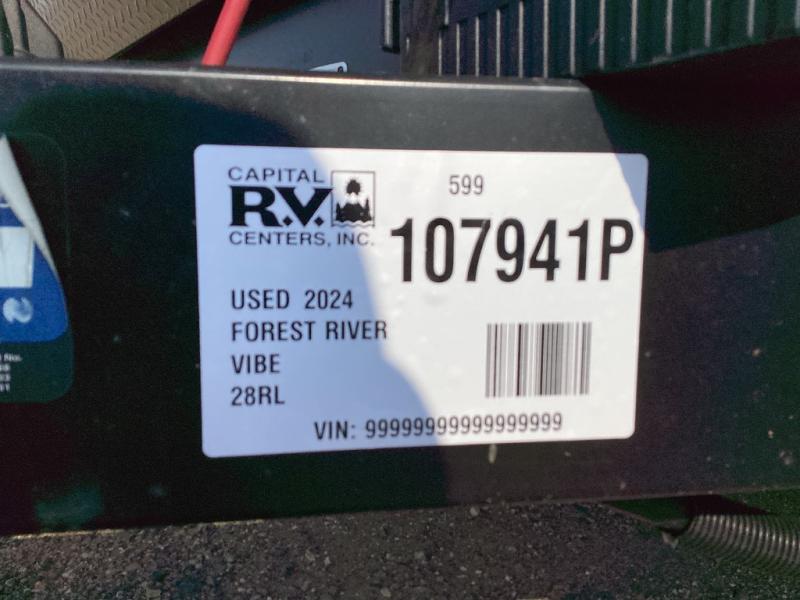 CAPITAL
R.V.
CENTERS, INC.
599
107941P
USED 2024
FOREST RIVER
VIBE
28RL
VIN: 99999999999999999